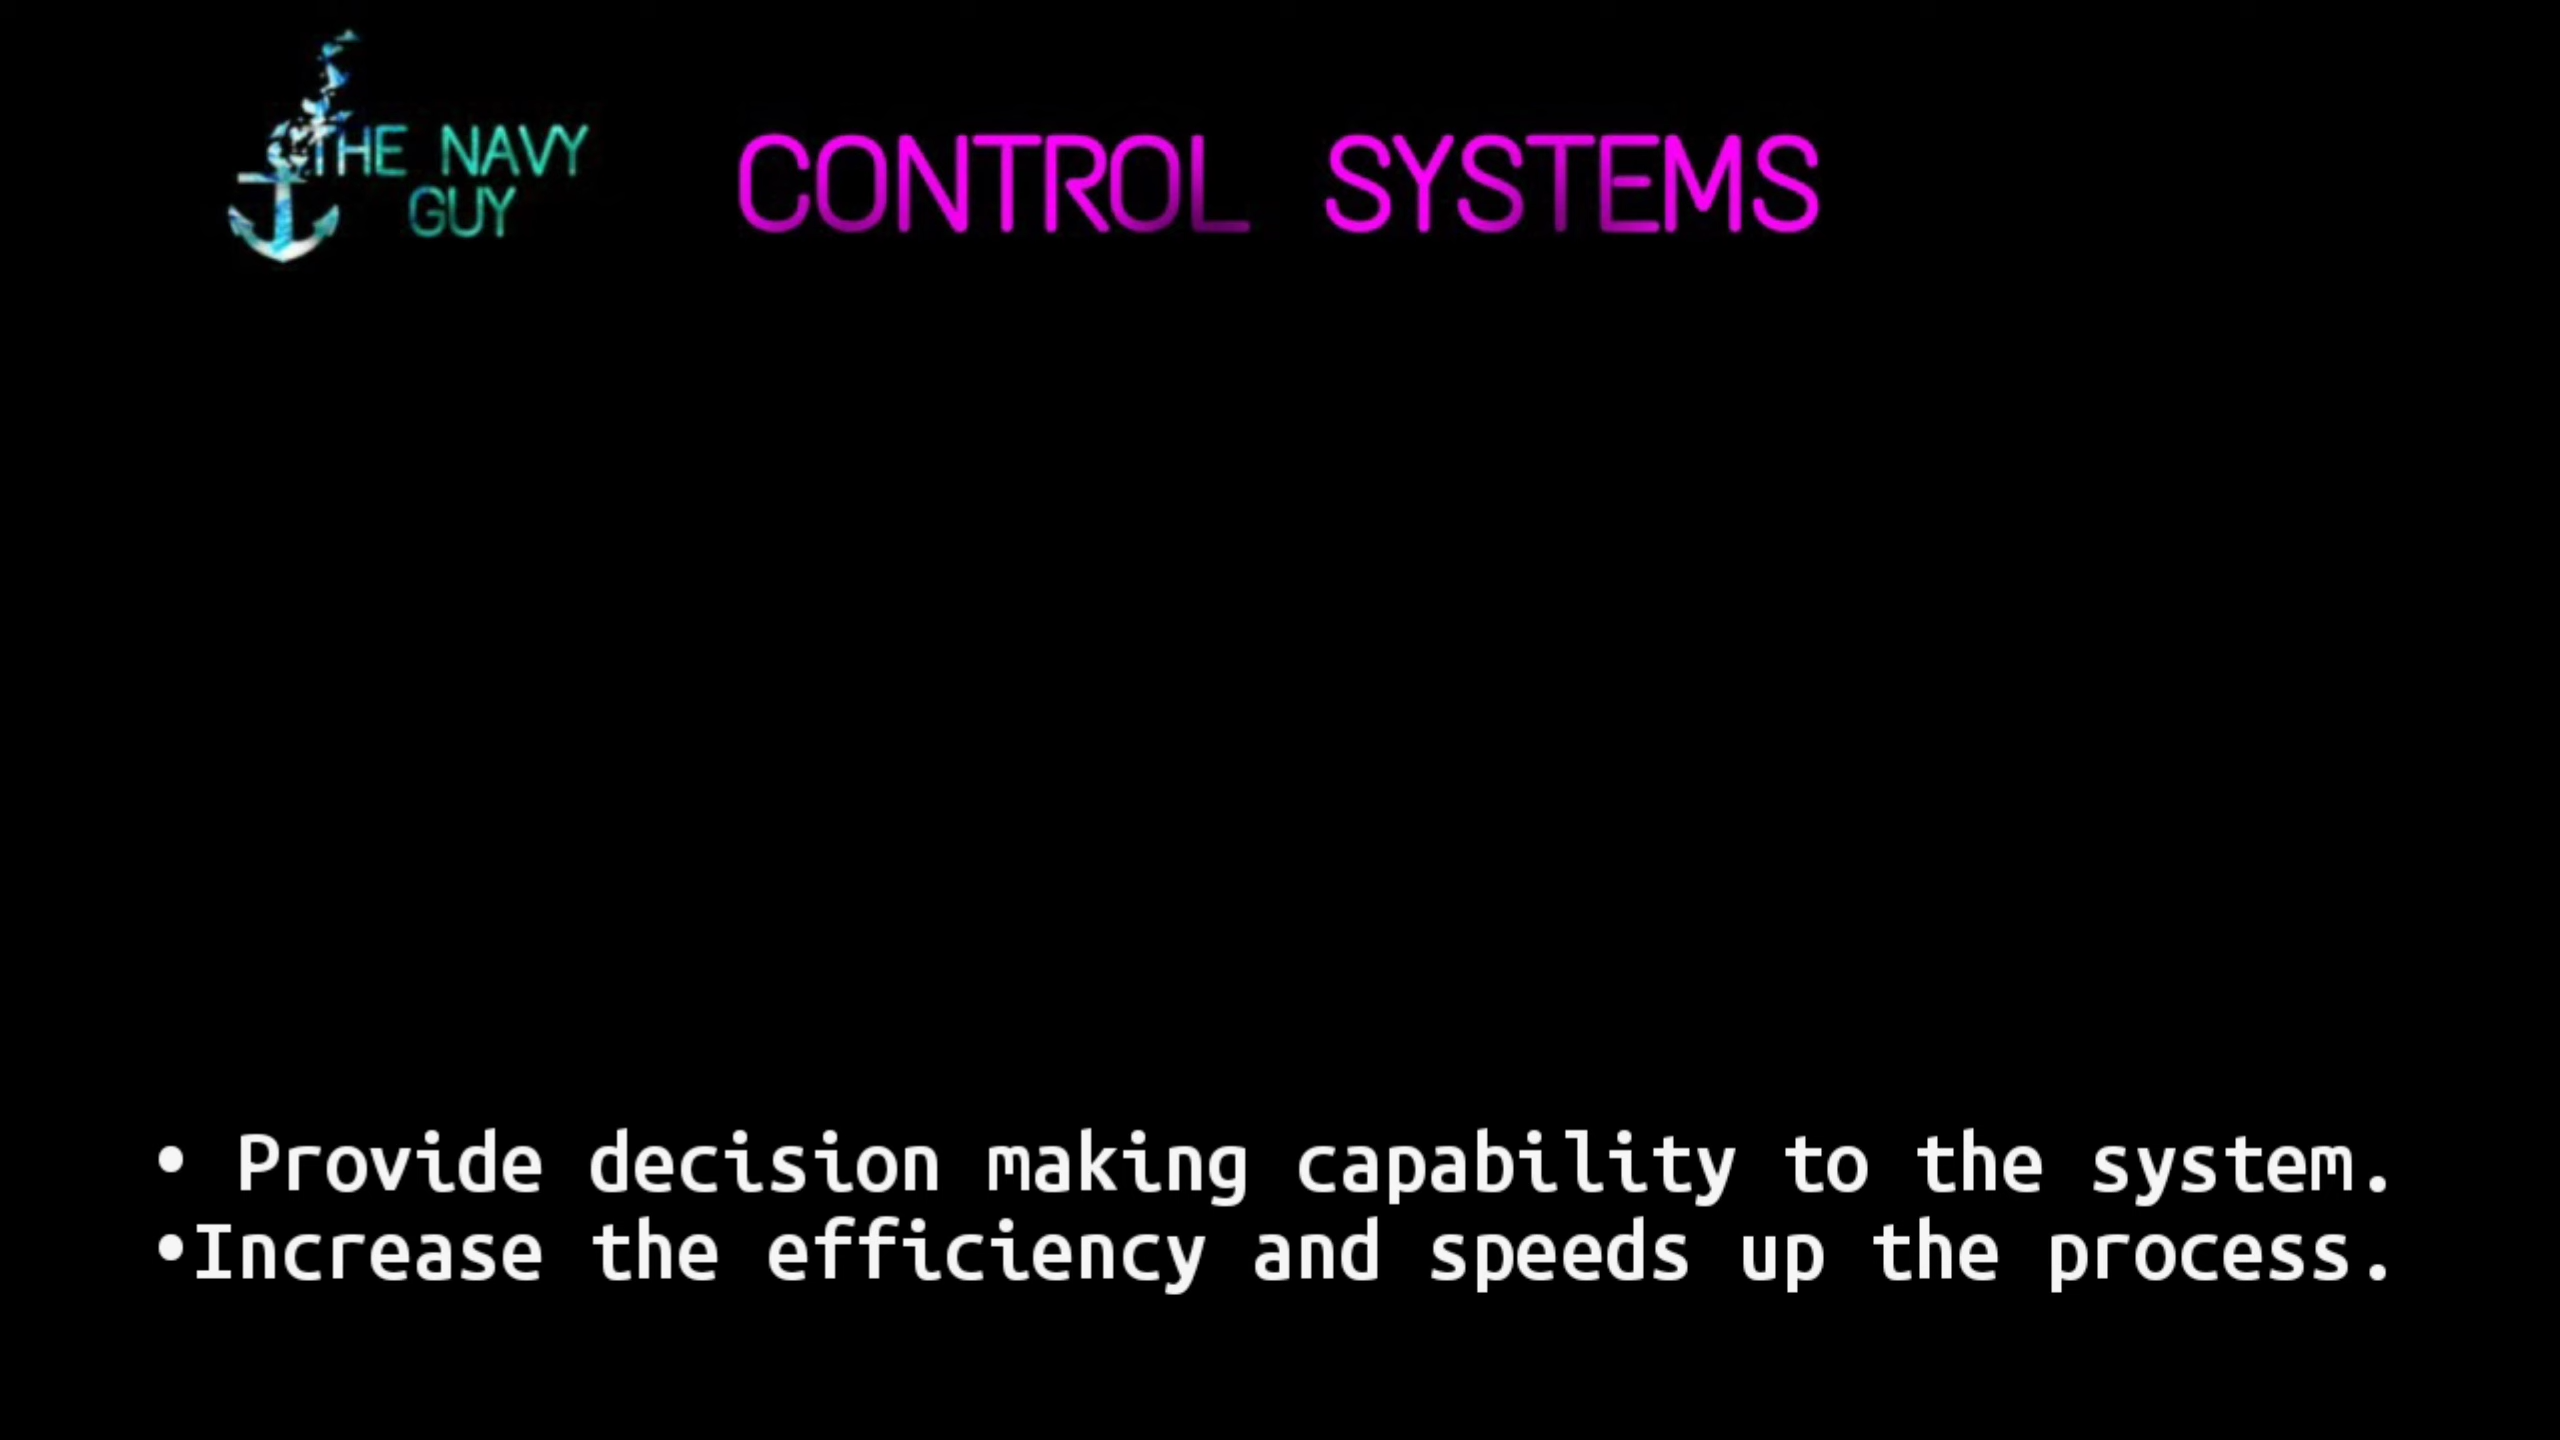 THE NAVY
GUY
CONTROL SYSTEMS
• Provide decision making capability to the system.
•Increase the efficiency and speeds up the process.